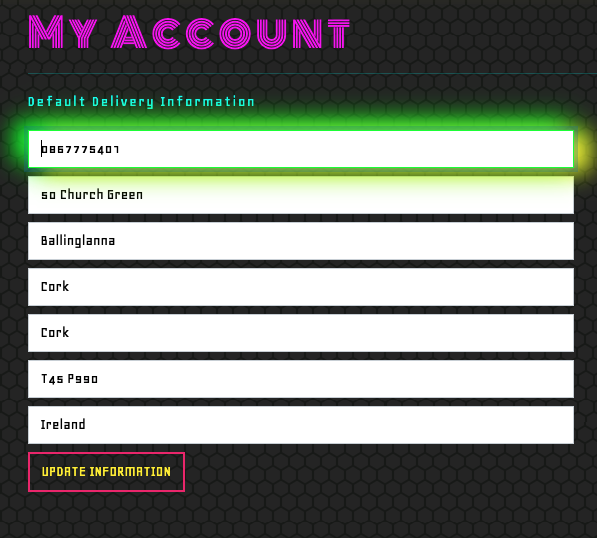 My Account
Default Delivery Information
0867775407
50 Church Green
Ballinglanna
Cork
Cork
T45 P990
Ireland
UPDATE INFORMATION